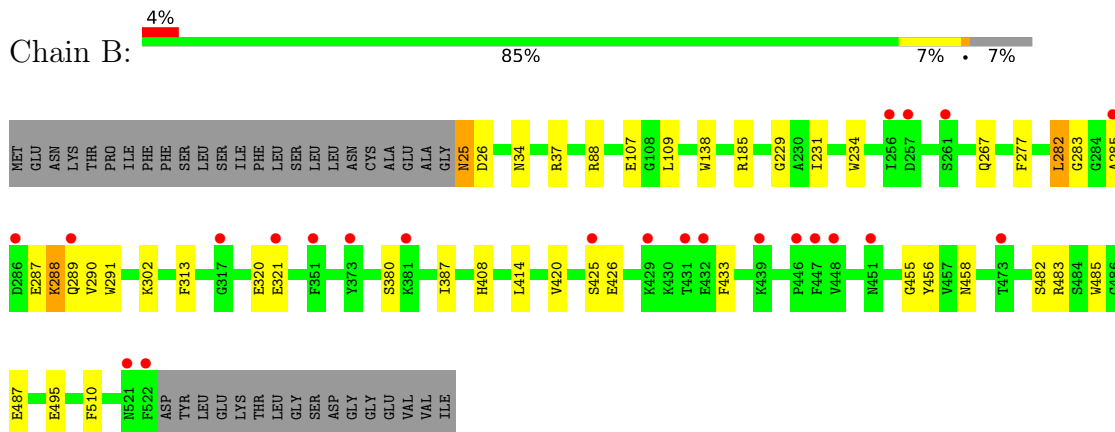 4%
Chain B:
85% 7% • 7%
MET GLU ASN LYS THR PRO ILE PHE PHE SER LEU SER ILE PHE LEU SER LEU LEU ASN CYS ALA GLU ALA GLY N25 D26 N34 R37 R88 E107 G108 L109 W138 R185 G229 A230 I231 W234 I256 D257 S261 Q267 F277 L282 G283 G284 A285
D286 E287 K288 Q289 V290 W291 K302 F313 G317 E320 E321 F351 Y373 S380 K381 I387 H408 L414 V420 S425 E426 K429 K430 T431 E432 F433 K439 P446 F447 V448 N451 G455 Y456 V457 N458 T473 S482 R483 S484 W485
E487 E495 F510 N521 F522 ASP TYR LEU GLU LYS THR LEU GLY SER ASP GLY GLY GLU VAL VAL ILE